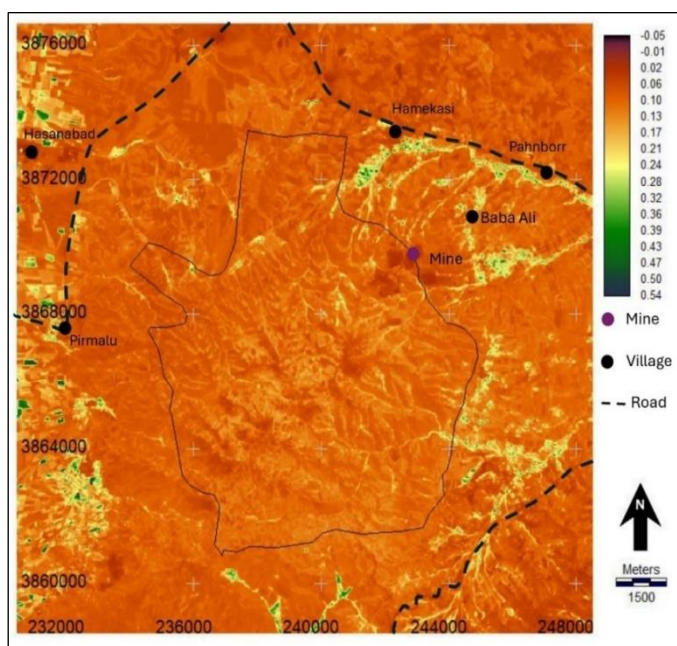 3876000
Hamekasi
Hasanabad
Pahnborr
3872000
Baba Ali
Mine
3868000
Pirmalu
3864000
3860000
232000 236000 240000 244000 248000
-0.05
-0.01
0.02
0.06
0.10
0.13
0.17
0.20
0.24
0.28
0.32
0.36
0.39
0.43
0.47
0.50
0.54
Mine
Village
Road
N
Meters
1500